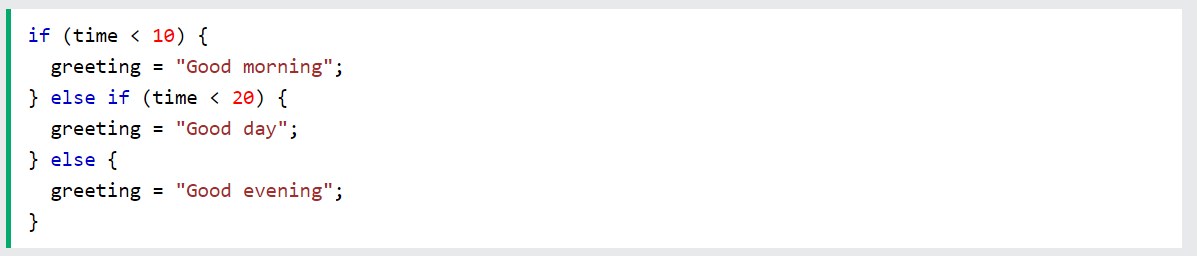 if (time < 10) {
  greeting = "Good morning";
} else if (time < 20) {
  greeting = "Good day";
} else {
  greeting = "Good evening";
}